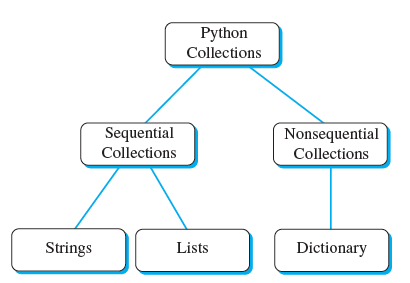 Python
Collections
Sequential
Collections
Nonsequential
Collections
Strings
Lists
Dictionary